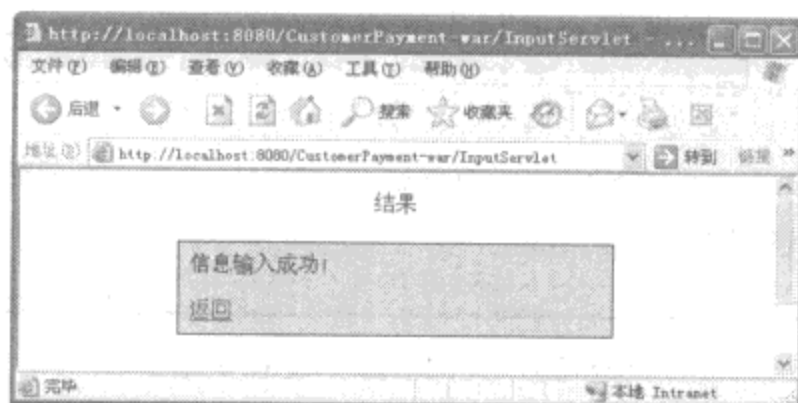 http://localhost:8080/CustomerPayment-war/InputServlet - ...
文件(F) 编辑(E) 查看(V) 收藏(A) 工具(T) 帮助(H)
后退 搜索 收藏夹
地址(D) http://localhost:8080/CustomerPayment-war/InputServlet 转到 链接 »
结果
信息输入成功!
返回
完毕 本地 Intranet